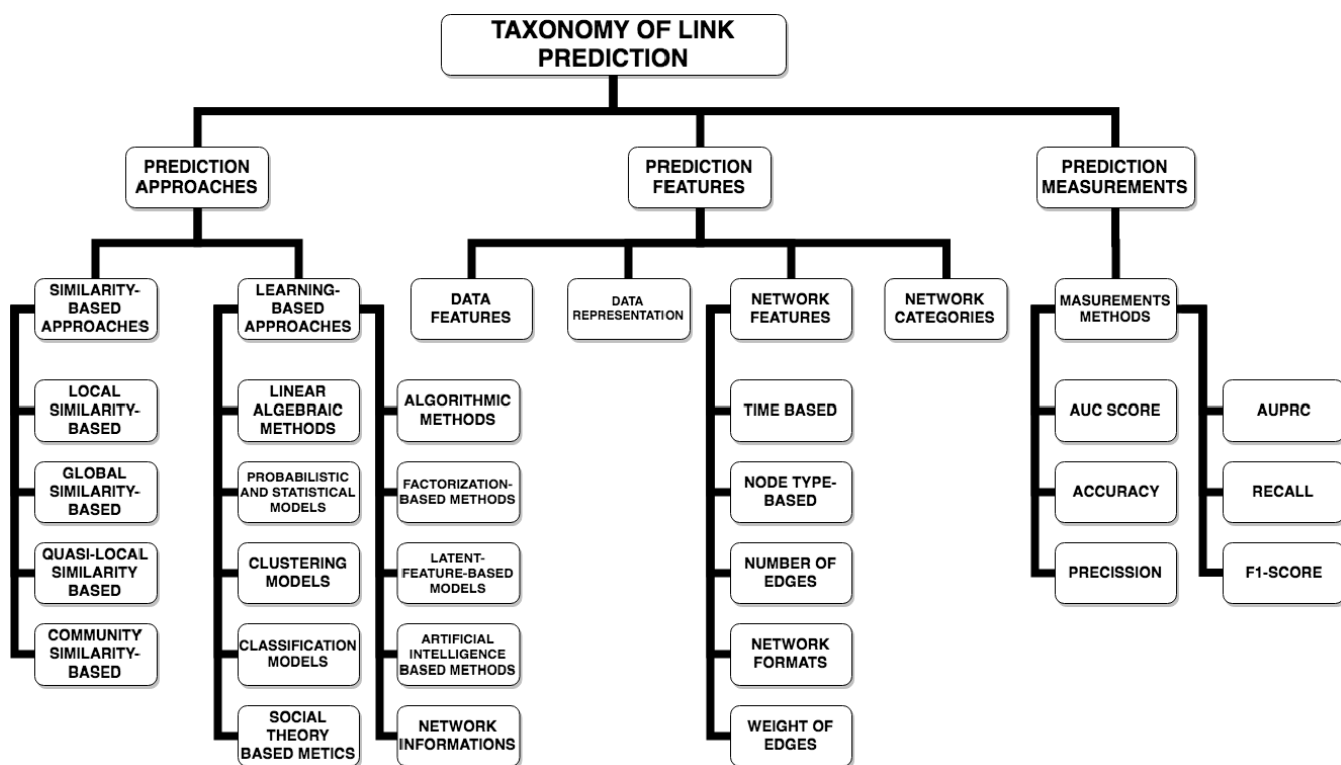 TAXONOMY OF LINK
PREDICTION
PREDICTION
APPROACHES
PREDICTION
FEATURES
PREDICTION
MEASUREMENTS
SIMILARITY-
BASED
APPROACHES
LEARNING-
BASED
APPROACHES
DATA
FEATURES
DATA
REPRESENTATION
NETWORK
FEATURES
NETWORK
CATEGORIES
MASUREMENTS
METHODS
LOCAL
SIMILARITY-
BASED
LINEAR
ALGEBRAIC
METHODS
ALGORITHMIC
METHODS
TIME BASED
AUC SCORE
AUPRC
GLOBAL
SIMILARITY-
BASED
PROBABILISTIC
AND STATISTICAL
MODELS
FACTORIZATION-
BASED METHODS
NODE TYPE-
BASED
ACCURACY
RECALL
QUASI-LOCAL
SIMILARITY
BASED
CLUSTERING
MODELS
LATENT-
FEATURE-BASED
MODELS
NUMBER OF
EDGES
PRECISSION
F1-SCORE
COMMUNITY
SIMILARITY-
BASED
CLASSIFICATION
MODELS
ARTIFICIAL
INTELLIGENCE
BASED METHODS
NETWORK
FORMATS
SOCIAL
THEORY
BASED METICS
NETWORK
INFORMATIONS
WEIGHT OF
EDGES